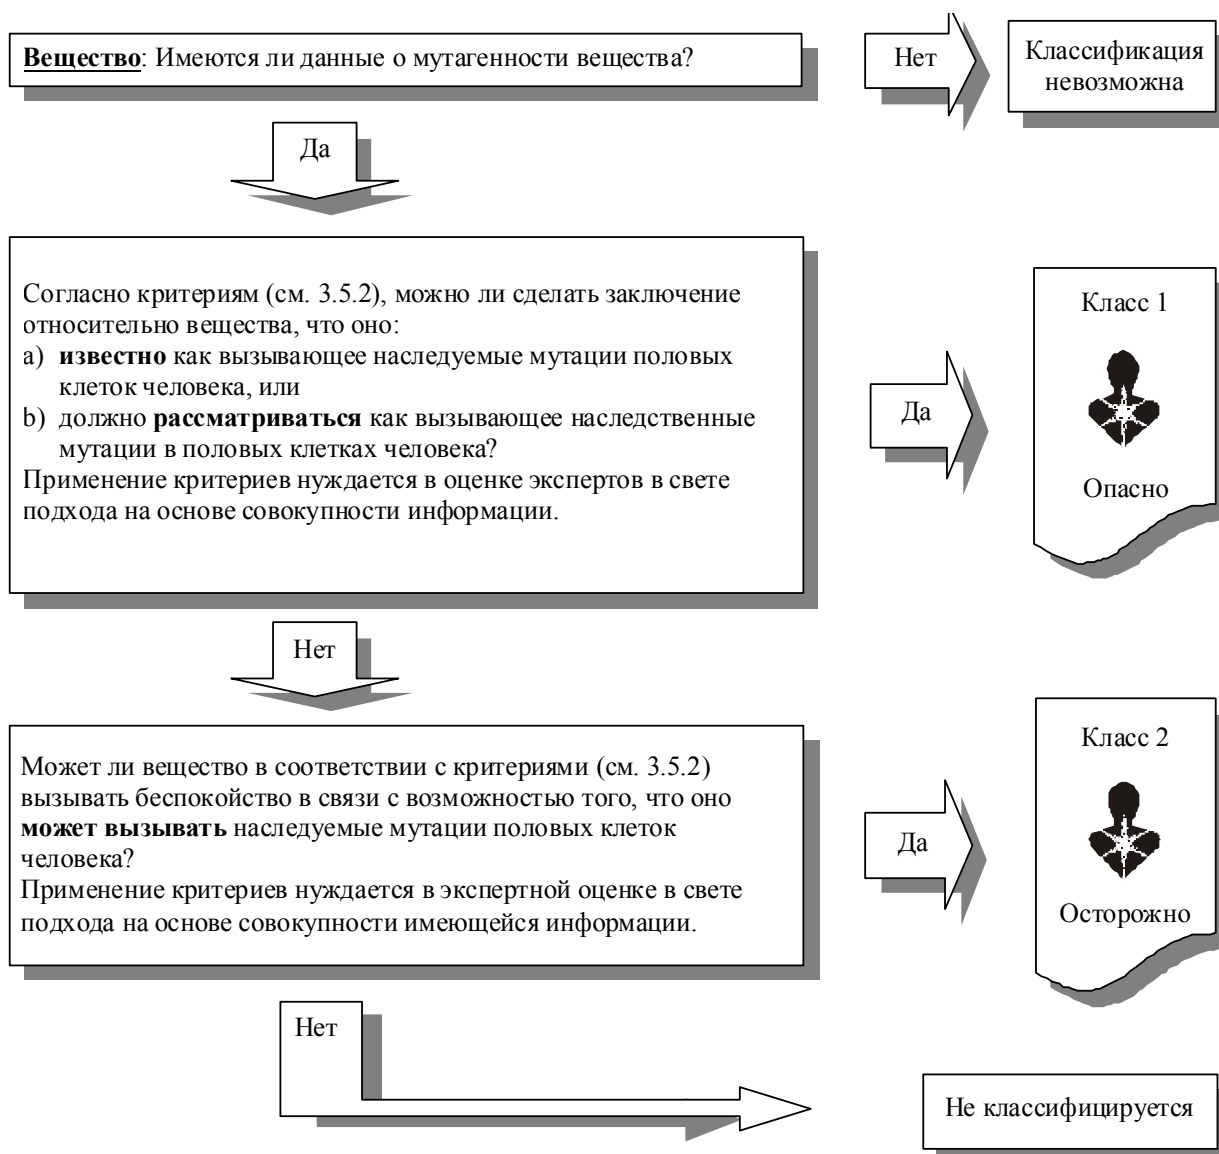 Вещество: Имеются ли данные о мутагенности вещества?
Нет
Классификация
невозможна
Да
Согласно критериям (см. 3.5.2), можно ли сделать заключение
относительно вещества, что оно:
a) известно как вызывающее наследуемые мутации половых
клеток человека, или
b) должно рассматриваться как вызывающее наследственные
мутации в половых клетках человека?
Применение критериев нуждается в оценке экспертов в свете
подхода на основе совокупности информации.
Да
Класс 1
Опасно
Нет
Может ли вещество в соответствии с критериями (см. 3.5.2)
вызывать беспокойство в связи с возможностью того, что оно
может вызывать наследуемые мутации половых клеток
человека?
Применение критериев нуждается в экспертной оценке в свете
подхода на основе совокупности имеющейся информации.
Да
Класс 2
Осторожно
Нет
Не классифицируется